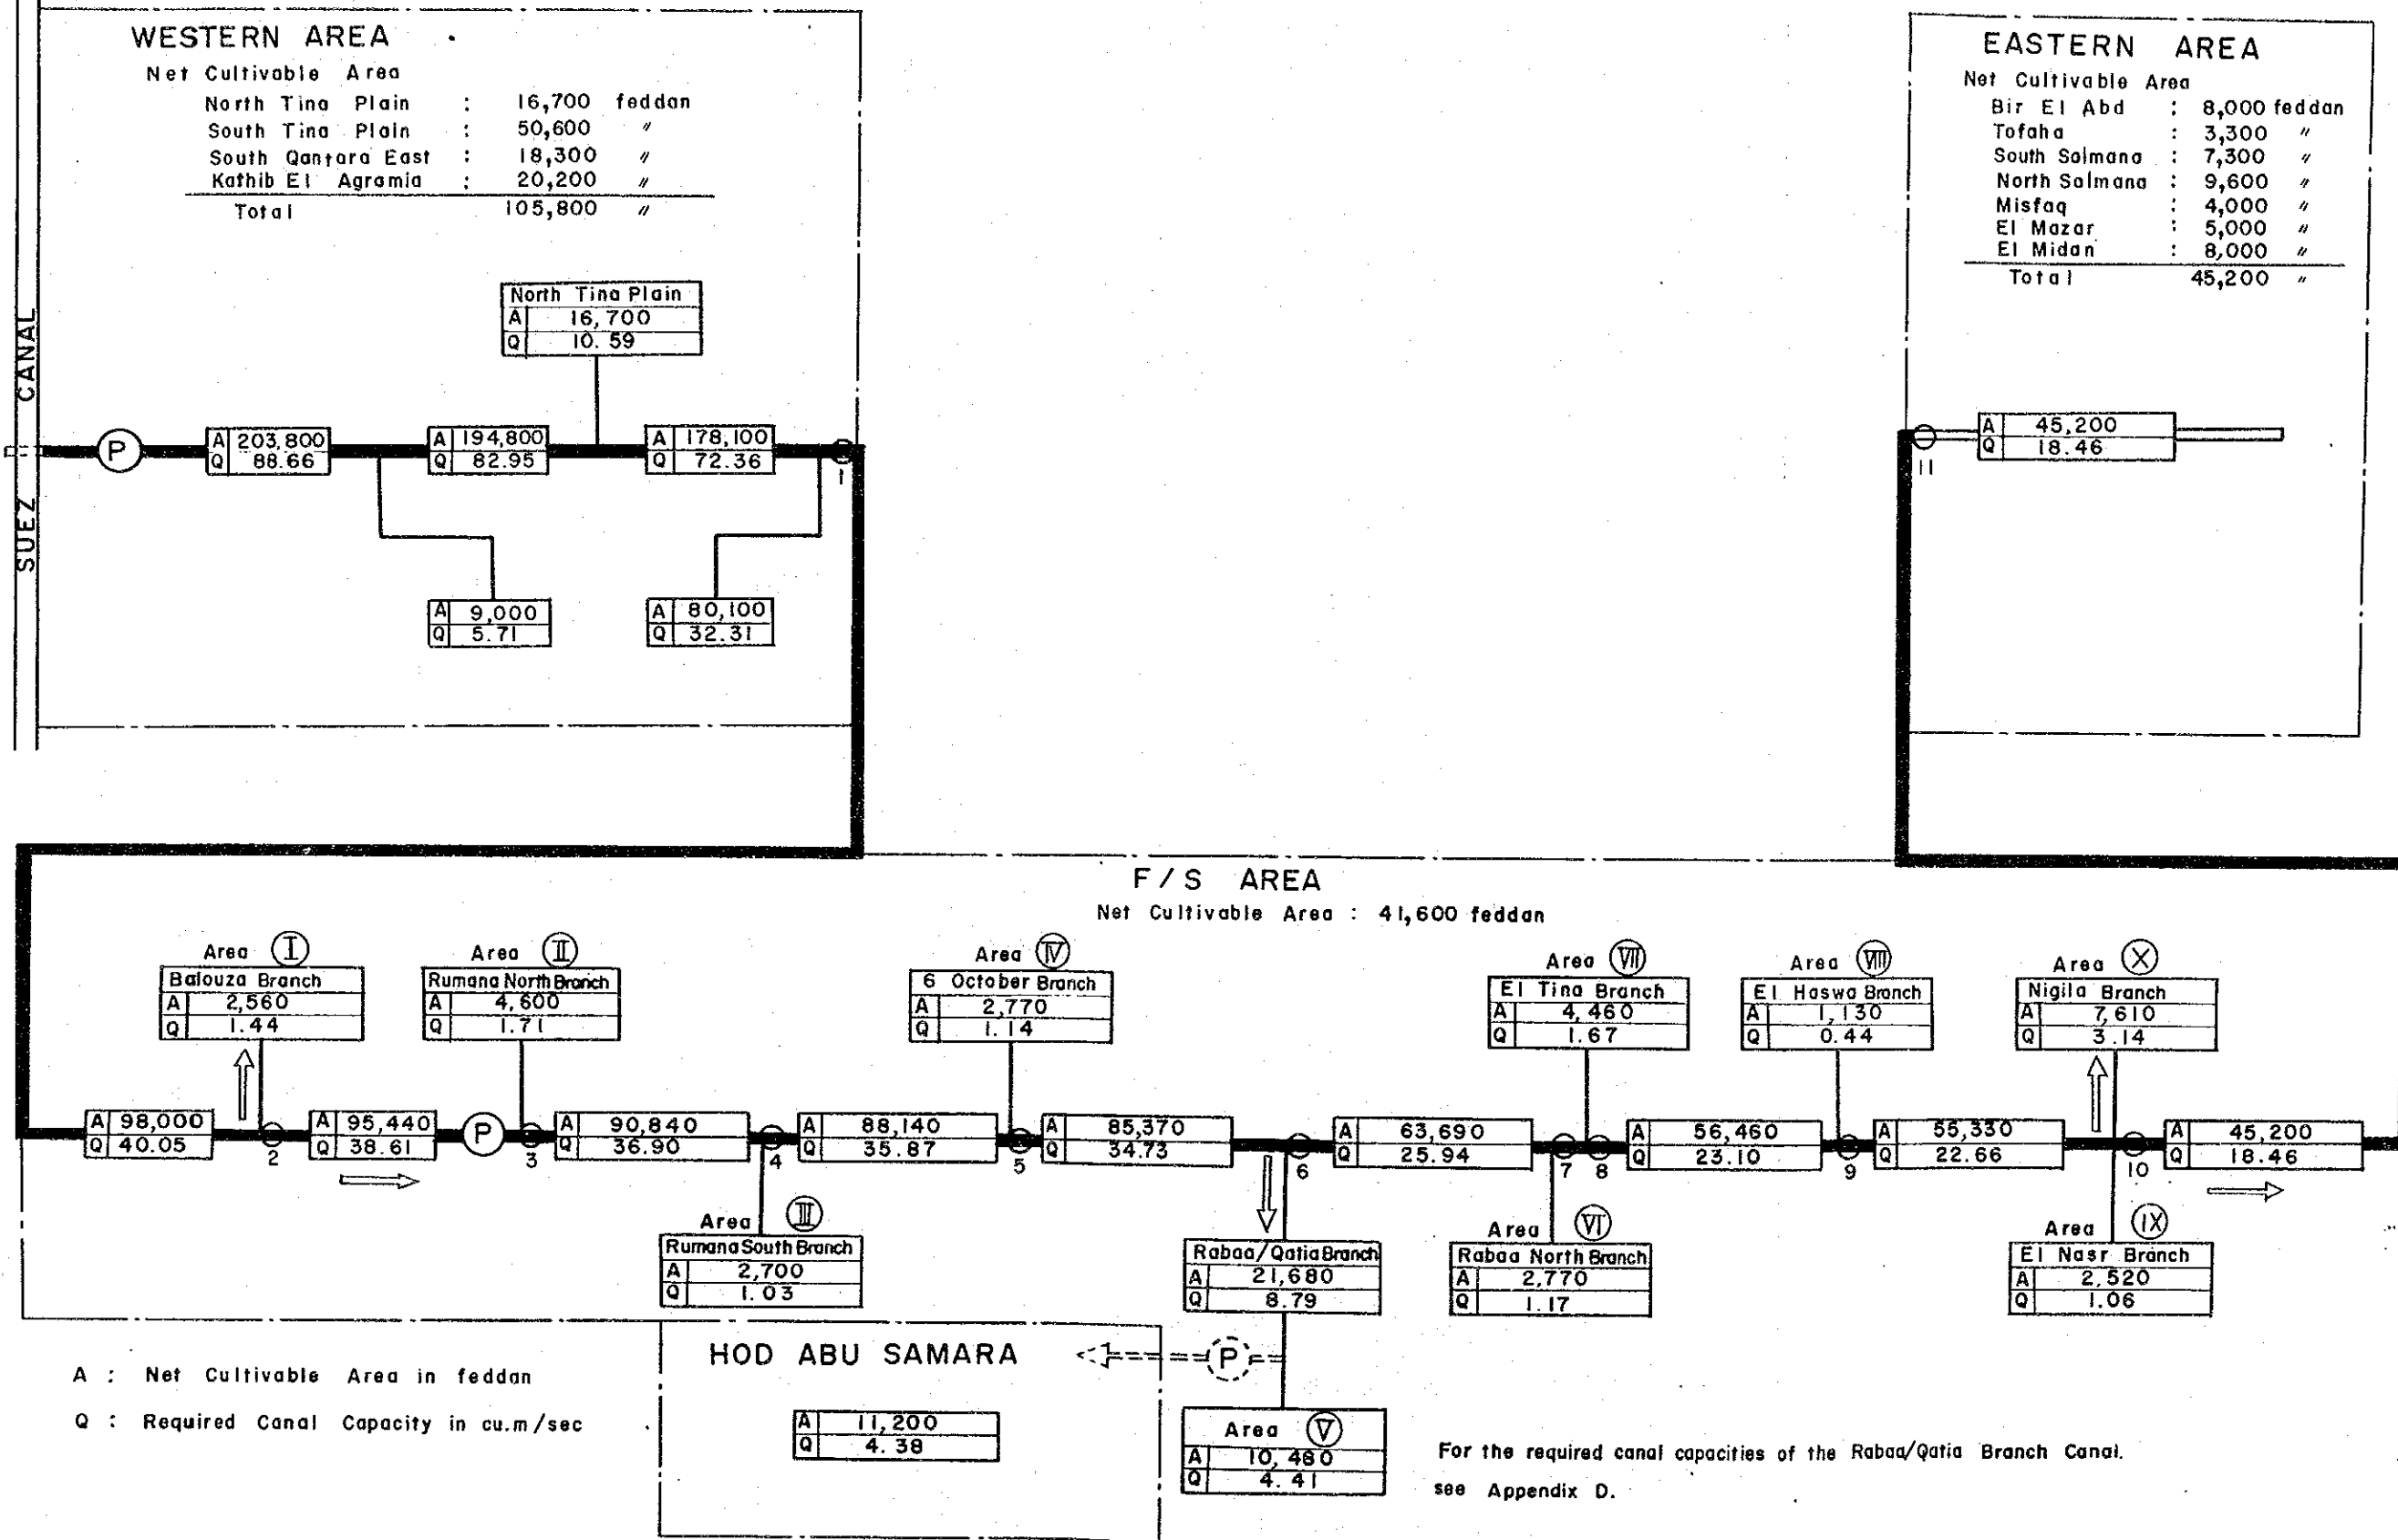 WESTERN AREA
Net Cultivable Area
North Tina Plain : 16,700 feddan
South Tina Plain : 50,600 "
South Qantara East : 18,300 "
Kathib El Agramia : 20,200 "
Total 105,800 "
EASTERN AREA
Net Cultivable Area
Bir El Abd : 8,000 feddan
Tofaha : 3,300 "
South Salmana : 7,300 "
North Salmana : 9,600 "
Misfaq : 4,000 "
El Mazar : 5,000 "
El Midan : 8,000 "
Total 45,200 "
SUEZ CANAL
North Tina Plain
A 16,700
Q 10.59
P
A 203,800
Q 88.66
A 194,800
Q 82.95
A 178,100
Q 72.36
1
A 9,000
Q 5.71
A 80,100
Q 32.31
11
A 45,200
Q 18.46
F/S AREA
Net Cultivable Area : 41,600 feddan
Area I
Balouza Branch
A 2,560
Q 1.44
Area II
Rumana North Branch
A 4,600
Q 1.71
Area IV
6 October Branch
A 2,770
Q 1.14
Area VII
El Tina Branch
A 4,460
Q 1.67
Area VIII
El Haswa Branch
A 1,130
Q 0.44
Area X
Nigila Branch
A 7,610
Q 3.14
A 98,000
Q 40.05
2
A 95,440
Q 38.61
P
3
A 90,840
Q 36.90
4
A 88,140
Q 35.87
5
A 85,370
Q 34.73
6
A 63,690
Q 25.94
7
8
A 56,460
Q 23.10
9
A 55,330
Q 22.66
10
A 45,200
Q 18.46
Area III
Rumana South Branch
A 2,700
Q 1.03
Rabaa/Qatia Branch
A 21,680
Q 8.79
Area VI
Rabaa North Branch
A 2,770
Q 1.17
Area IX
El Nasr Branch
A 2,520
Q 1.06
HOD ABU SAMARA
P
A 11,200
Q 4.38
Area V
A 10,480
Q 4.41
A : Net Cultivable Area in feddan
Q : Required Canal Capacity in cu.m/sec
For the required canal capacities of the Rabaa/Qatia Branch Canal.
see Appendix D.